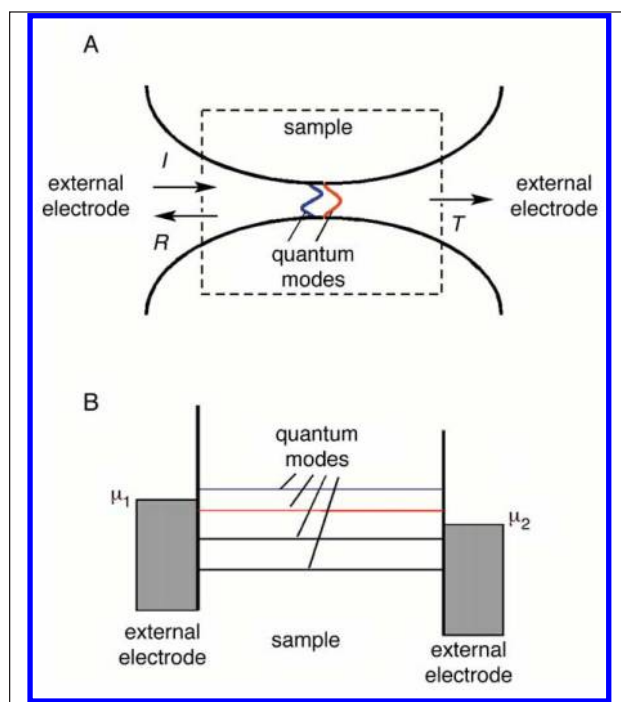 A
sample
external
electrode
I
R
T
external
electrode
quantum
modes
B
quantum
modes
μ1
μ2
external
electrode
sample
external
electrode